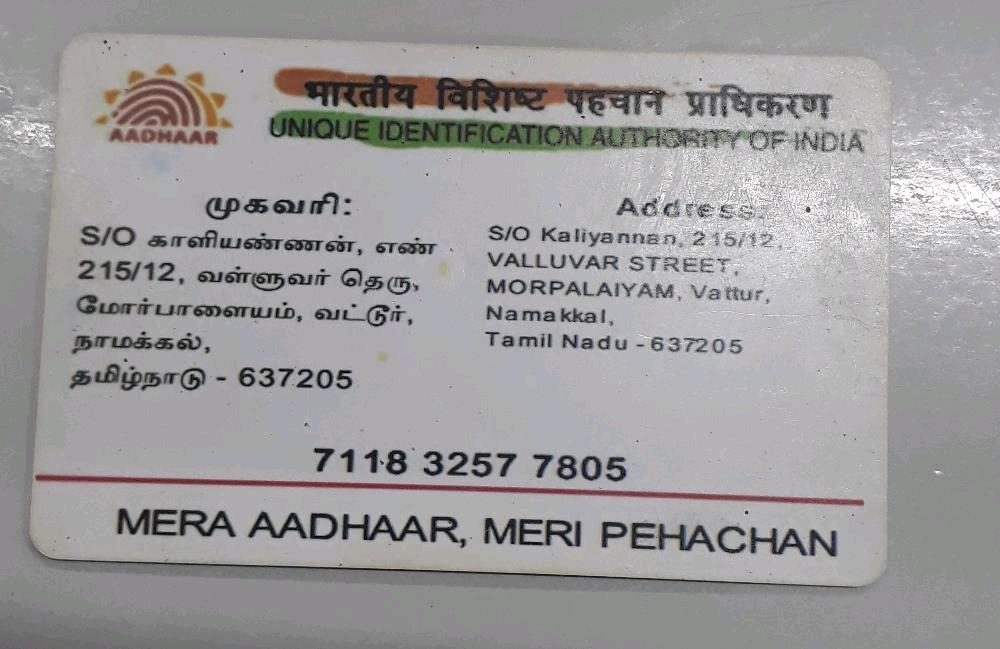 AADHAAR
भारतीय विशिष्ट पहचान प्राधिकरण
UNIQUE IDENTIFICATION AUTHORITY OF INDIA
முகவரி:
S/O காளியண்ணன், எண்
215/12, வள்ளுவர் தெரு,
மோர்பாளையம், வட்டூர்,
நாமக்கல்,
தமிழ்நாடு - 637205
Address:
S/O Kaliyannan, 215/12,
VALLUVAR STREET,
MORPALAIYAM, Vattur,
Namakkal,
Tamil Nadu - 637205
7118 3257 7805
MERA AADHAAR, MERI PEHACHAN